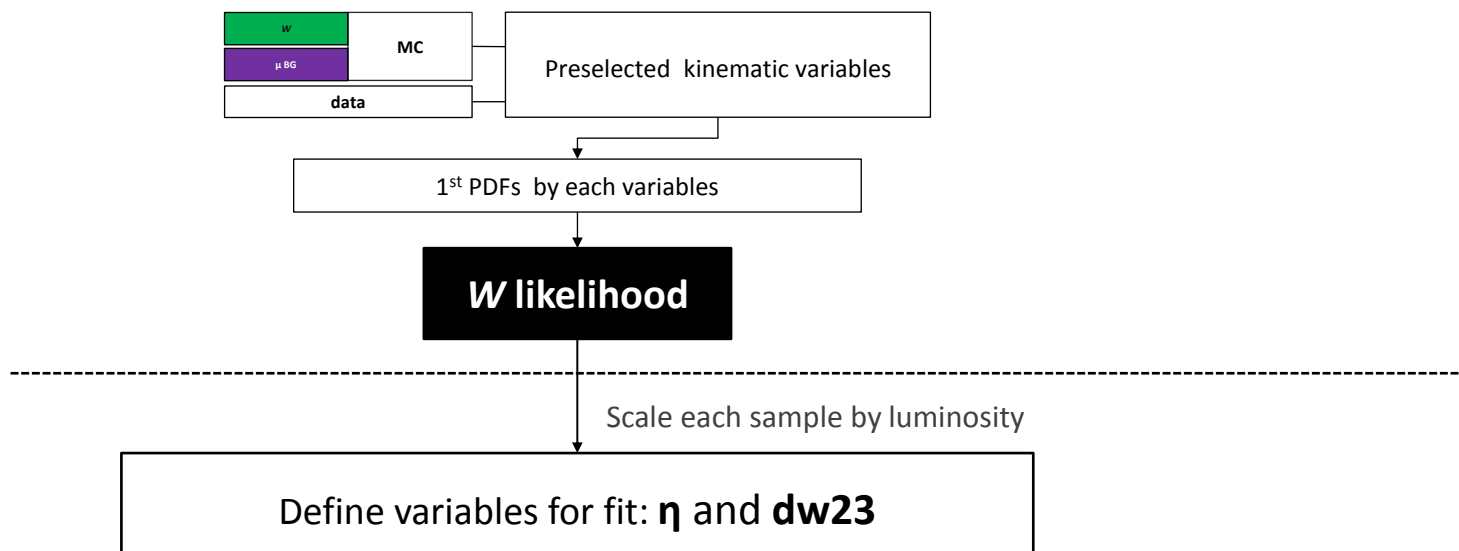 W
MC
μ BG
data
Preselected kinematic variables
1st PDFs by each variables
W likelihood
Scale each sample by luminosity
Define variables for fit: η and dw23